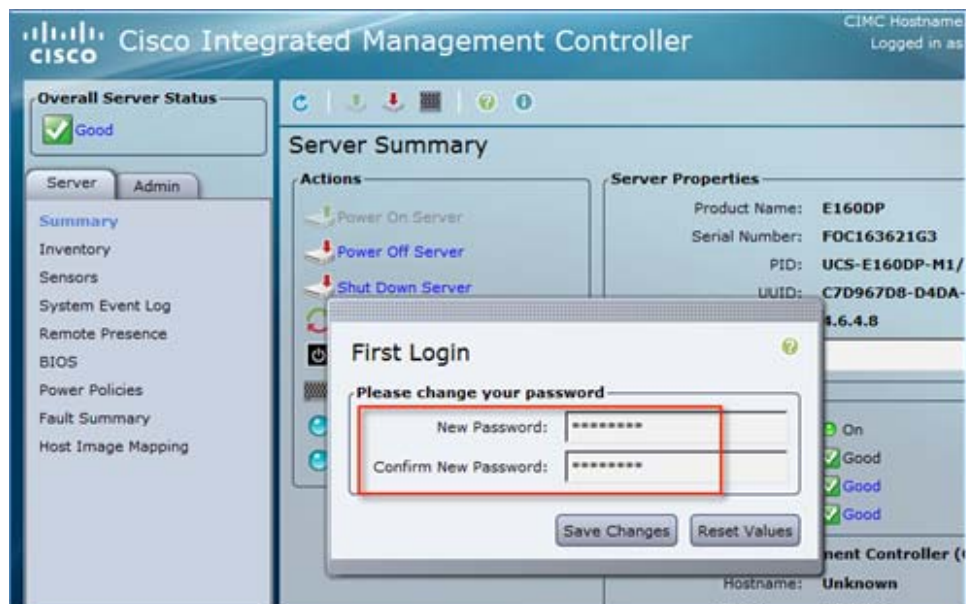 CISCO
Cisco Integrated Management Controller
CIMC Hostname
Logged in as
Overall Server Status
Good
Server
Admin
Summary
Inventory
Sensors
System Event Log
Remote Presence
BIOS
Power Policies
Fault Summary
Host Image Mapping
Server Summary
Actions
Power On Server
Power Off Server
Shut Down Server
Server Properties
Product Name: E160DP
Serial Number: FOC163621G3
PID: UCS-E160DP-M1/
UUID: C7D967D8-D4DA-
4.6.4.8
First Login
Please change your password
New Password: ********
Confirm New Password: ********
Save Changes
Reset Values
On
Good
Good
Good
ment Controller (
Hostname: Unknown